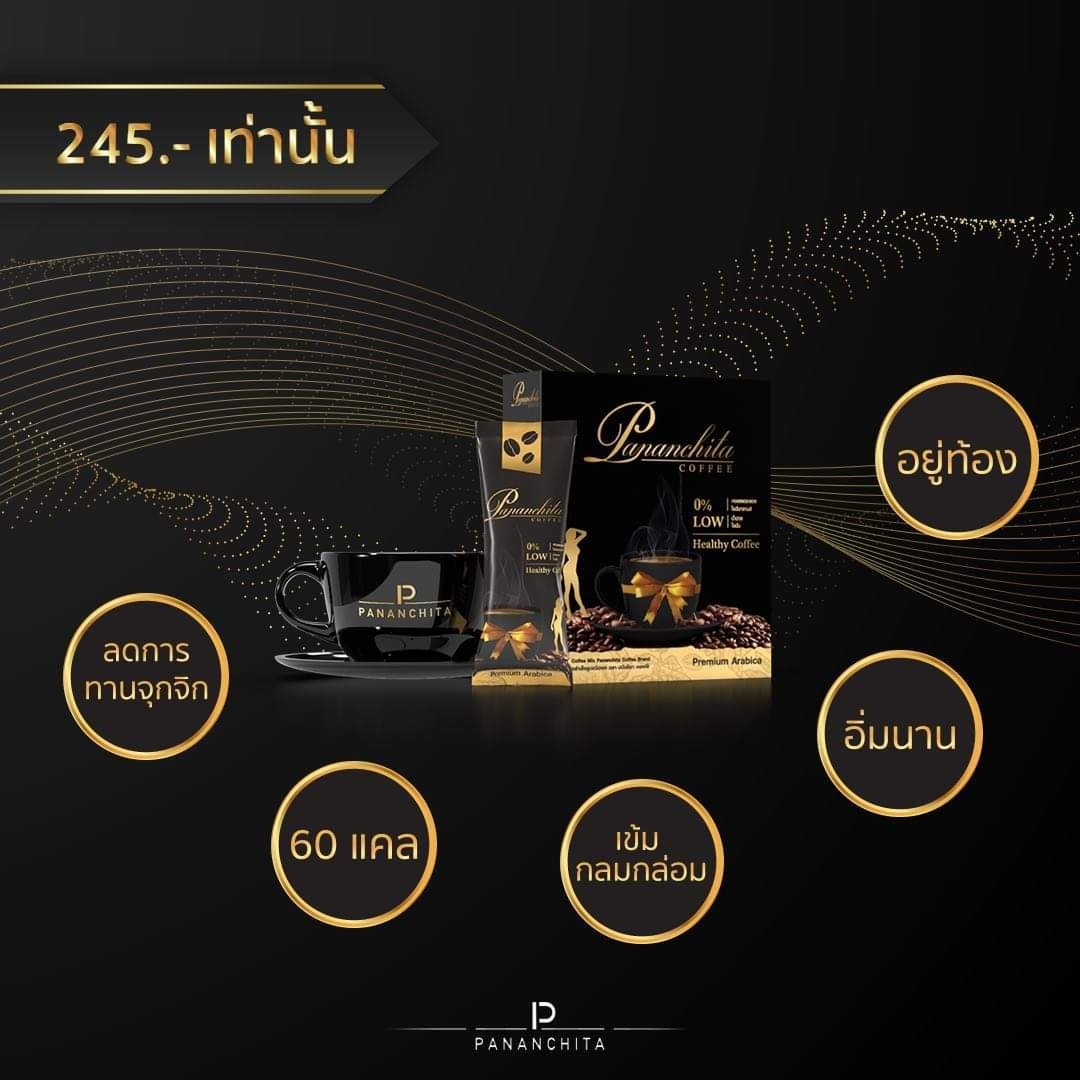 245.- เท่านั้น
Pananchita
COFFEE
0%
LOW
Healthy Coffee
Premium Arabica
Pananchita
COFFEE
0%
LOW
Healthy
Premium Arabica
PANANCHITA
อยู่ท้อง
ลดการ
ทานจุกจิก
อิ่มนาน
60 แคล
เข้ม
กลมกล่อม
PANANCHITA